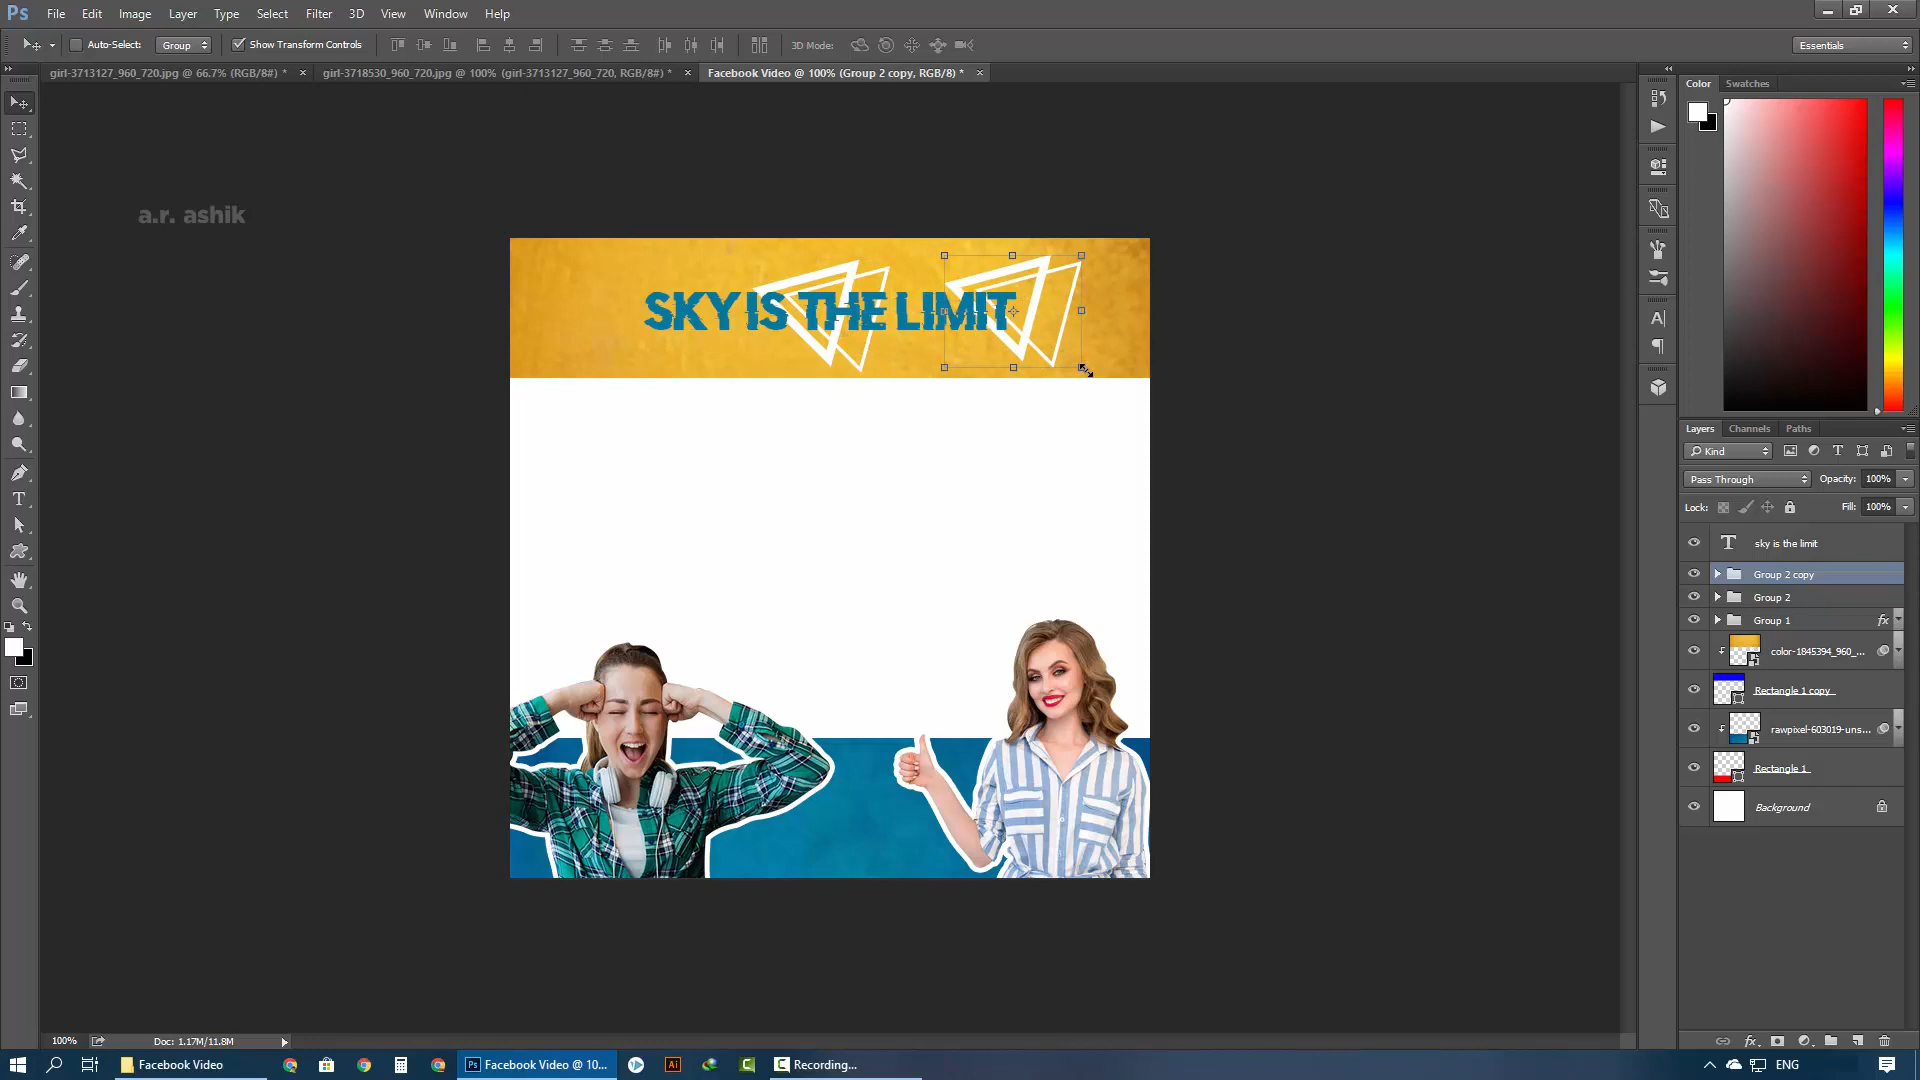 Ps File Edit Image Layer Type Select Filter 3D View Window Help
Auto-Select: Group Show Transform Controls 3D Mode: Essentials
girl-3713127_960_720.jpg @ 66.7% (RGB/8#) * × girl-3718530_960_720.jpg @ 100% (girl-3713127_960_720, RGB/8#) * × Facebook Video @ 100% (Group 2 copy, RGB/8) * ×
Color Swatches
a.r. ashik
SKY IS THE LIMIT
Layers Channels Paths
Kind
Pass Through Opacity: 100%
Lock: Fill: 100%
sky is the limit
Group 2 copy
Group 2
Group 1 fx
color-1845394_960_...
Rectangle 1 copy
rawpixel-603019-uns...
Rectangle 1
Background
100% Doc: 1.17M/11.8M
Facebook Video Facebook Video @ 10... Recording... ENG